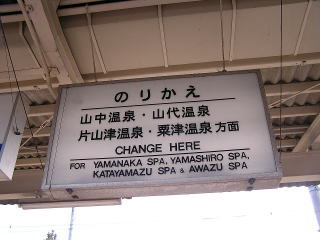 のりかえ
山中温泉・山代温泉
片山津温泉・粟津温泉方面
CHANGE HERE
FOR YAMANAKA SPA, YAMASHIRO SPA,
KATAYAMAZU SPA & AWAZU SPA